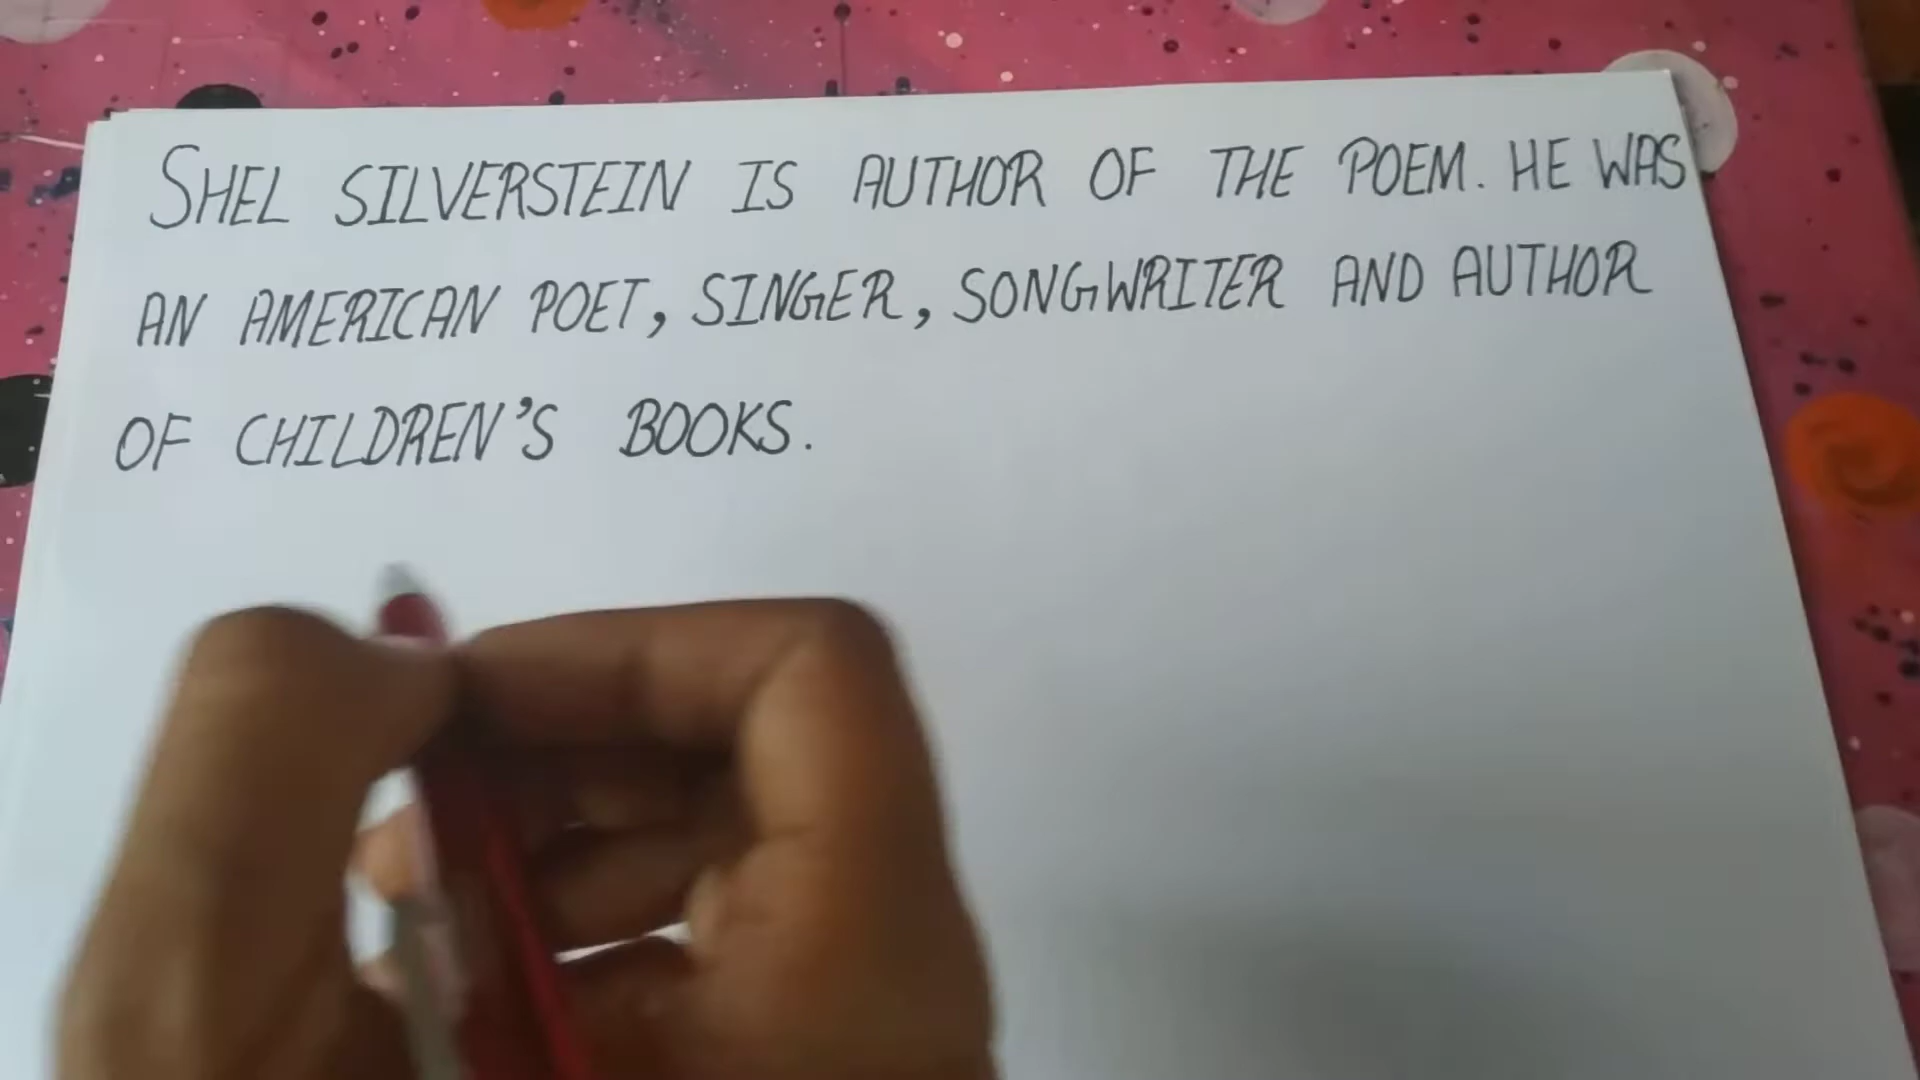 SHEL SILVERSTEIN IS AUTHOR OF THE POEM. HE WAS
AN AMERICAN POET, SINGER, SONGWRITER AND AUTHOR
OF CHILDREN'S BOOKS.